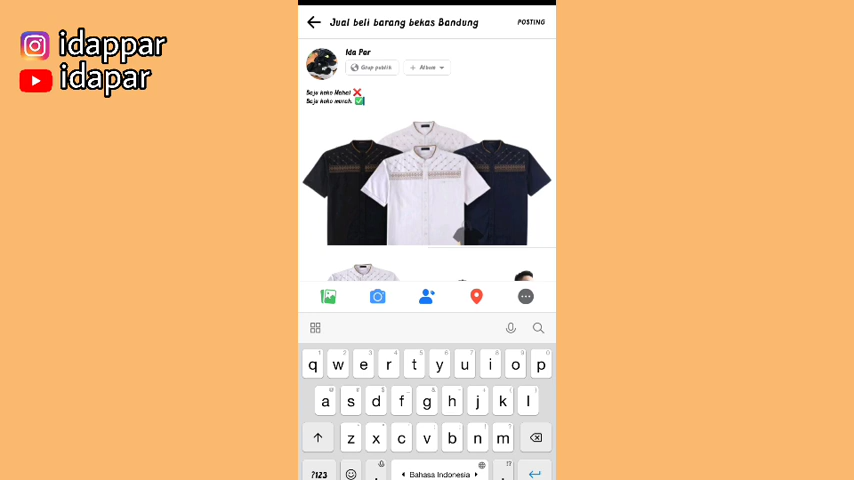 idappar
idapar
Jual beli barang bekas Bandung
POSTING
Ida Par
Grup publik
+ Album
Baju koko Mahal ❌
Baju koko murah. ✅
q w e r t y u i o p
a s d f g h j k l
z x c v b n m
?123
Bahasa Indonesia